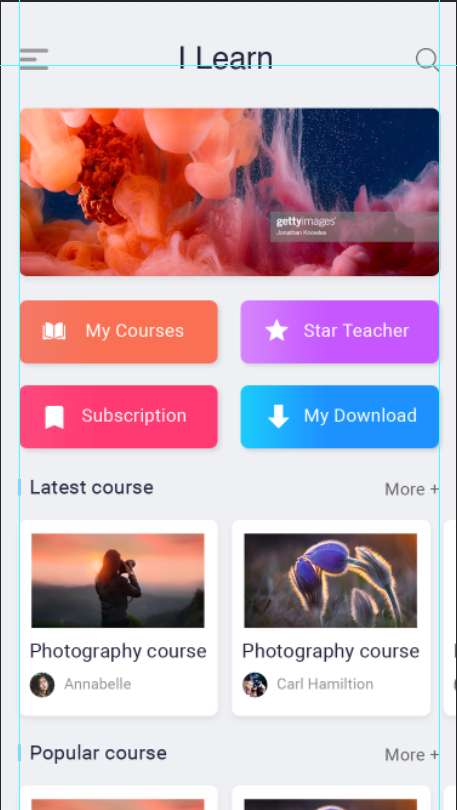 I Learn
gettyimages®
Jonathan Knowles
My Courses
Star Teacher
Subscription
My Download
Latest course
More +
Photography course
Photography course
Annabelle
Carl Hamiltion
Popular course
More +